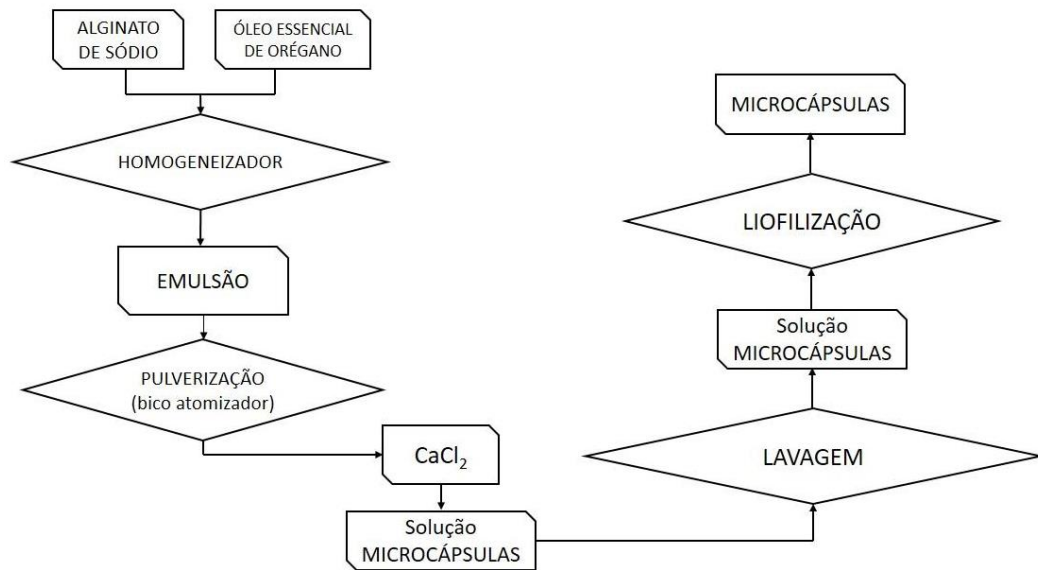 ALGINATO
DE SÓDIO
ÓLEO ESSENCIAL
DE ORÉGANO
HOMOGENEIZADOR
EMULSÃO
PULVERIZAÇÃO
(bico atomizador)
CaCl₂
Solução
MICROCÁPSULAS
LAVAGEM
Solução
MICROCÁPSULAS
LIOFILIZAÇÃO
MICROCÁPSULAS